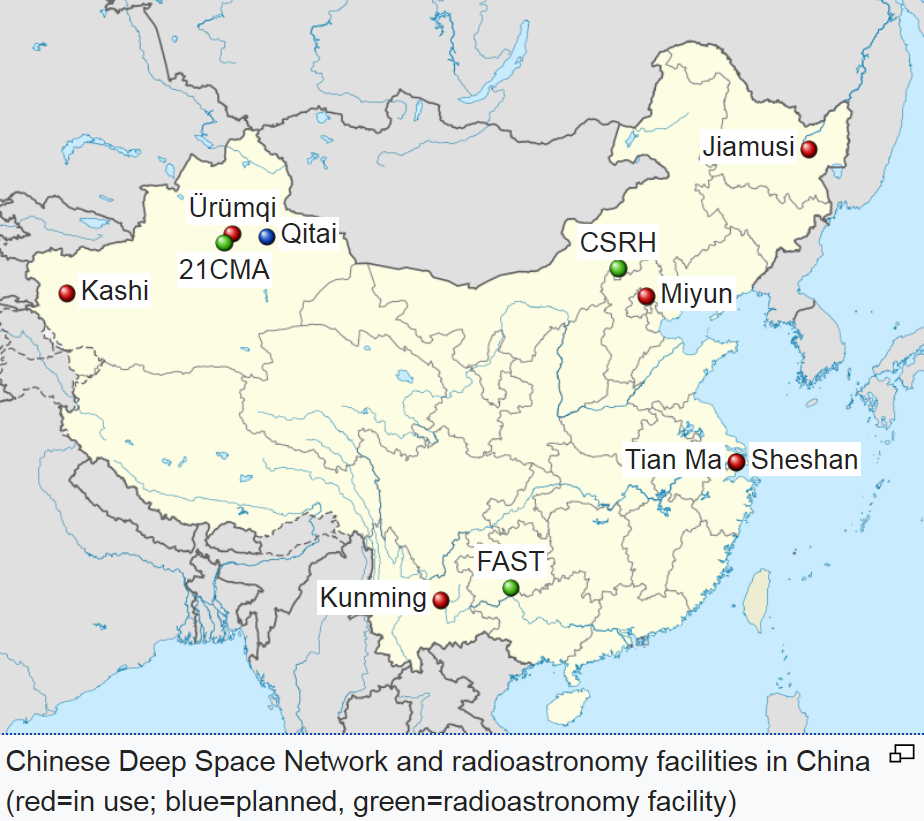 Jiamusi
Ürümqi
Qitai
CSRH
21CMA
Kashi
Miyun
Tian Ma
Sheshan
FAST
Kunming
Chinese Deep Space Network and radioastronomy facilities in China
(red=in use; blue=planned, green=radioastronomy facility)